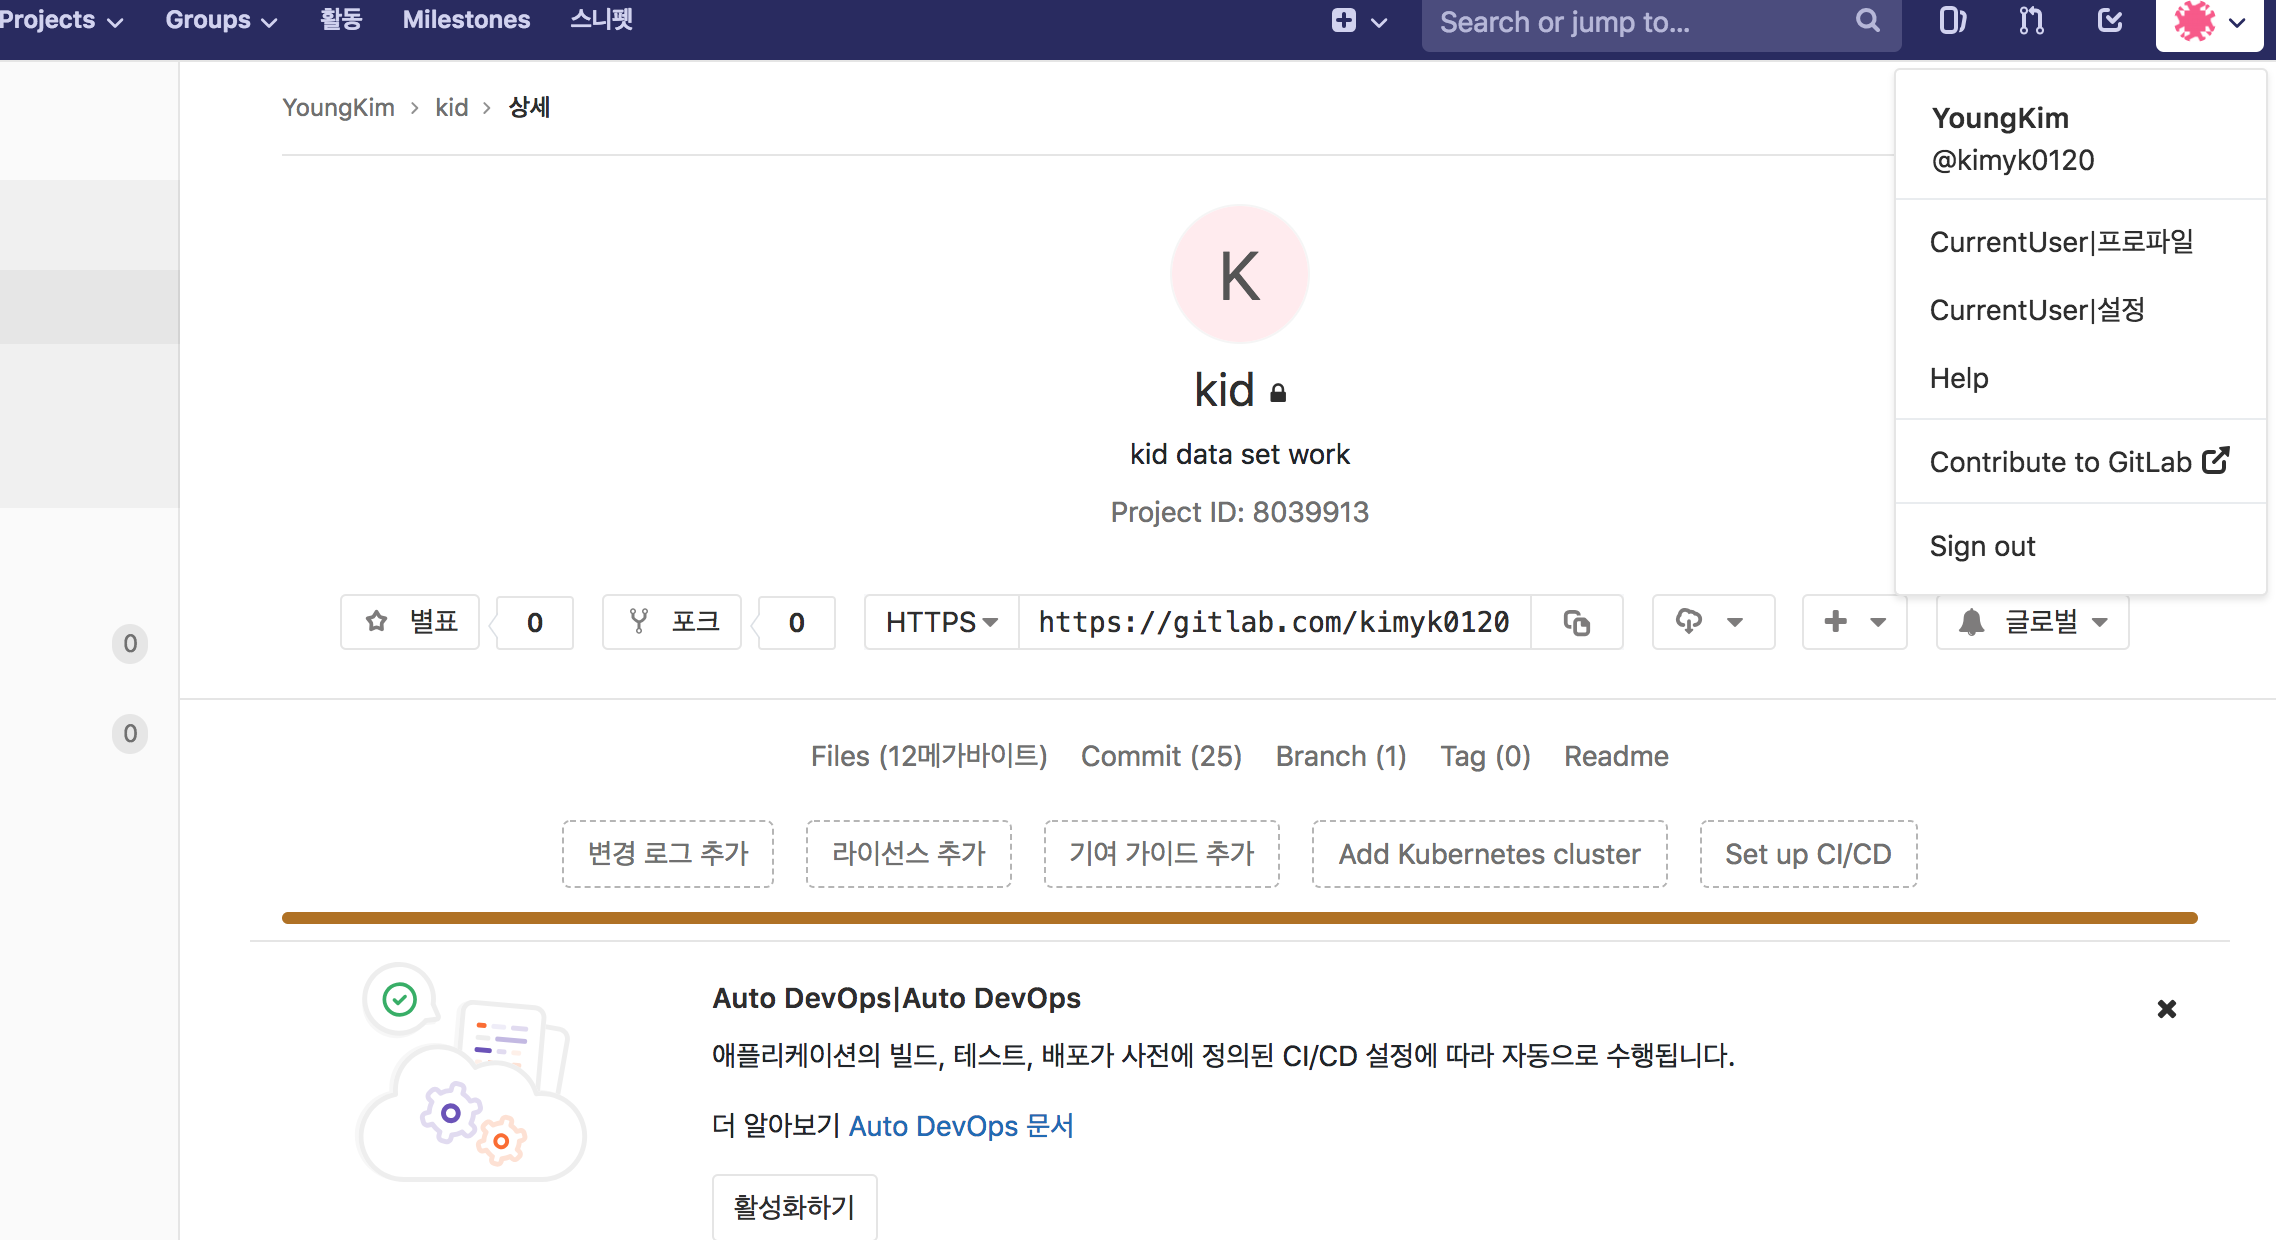 Projects Groups 활동 Milestones 스니펫 Search or jump to...
YoungKim > kid > 상세
YoungKim
@kimyk0120
CurrentUser|프로파일
CurrentUser|설정
Help
Contribute to GitLab
Sign out
K
kid
kid data set work
Project ID: 8039913
별표 0 포크 0 HTTPS https://gitlab.com/kimyk0120 글로벌
0
0
Files (12메가바이트) Commit (25) Branch (1) Tag (0) Readme
변경 로그 추가 라이선스 추가 기여 가이드 추가 Add Kubernetes cluster Set up CI/CD
Auto DevOps|Auto DevOps
애플리케이션의 빌드, 테스트, 배포가 사전에 정의된 CI/CD 설정에 따라 자동으로 수행됩니다.
더 알아보기 Auto DevOps 문서
활성화하기